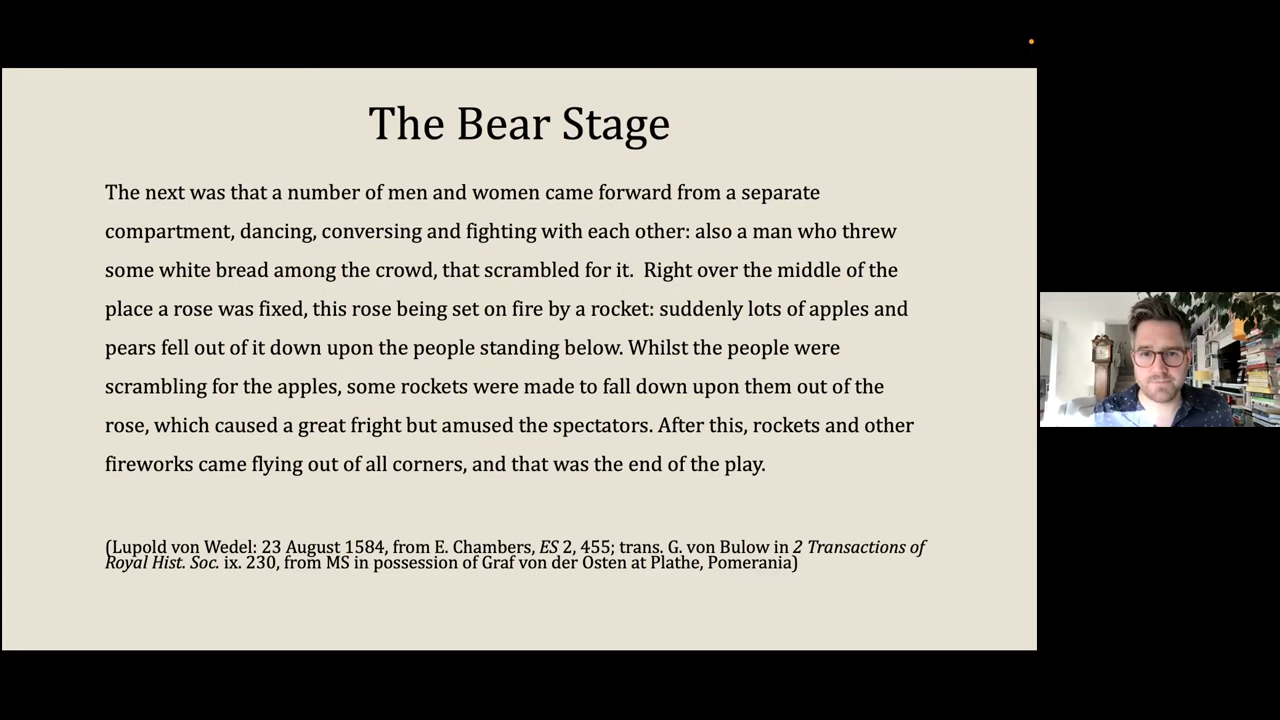 The Bear Stage
The next was that a number of men and women came forward from a separate
compartment, dancing, conversing and fighting with each other: also a man who threw
some white bread among the crowd, that scrambled for it.  Right over the middle of the
place a rose was fixed, this rose being set on fire by a rocket: suddenly lots of apples and
pears fell out of it down upon the people standing below. Whilst the people were
scrambling for the apples, some rockets were made to fall down upon them out of the
rose, which caused a great fright but amused the spectators. After this, rockets and other
fireworks came flying out of all corners, and that was the end of the play.
(Lupold von Wedel: 23 August 1584, from E. Chambers, ES 2, 455; trans. G. von Bulow in 2 Transactions of
Royal Hist. Soc. ix. 230, from MS in possession of Graf von der Osten at Plathe, Pomerania)